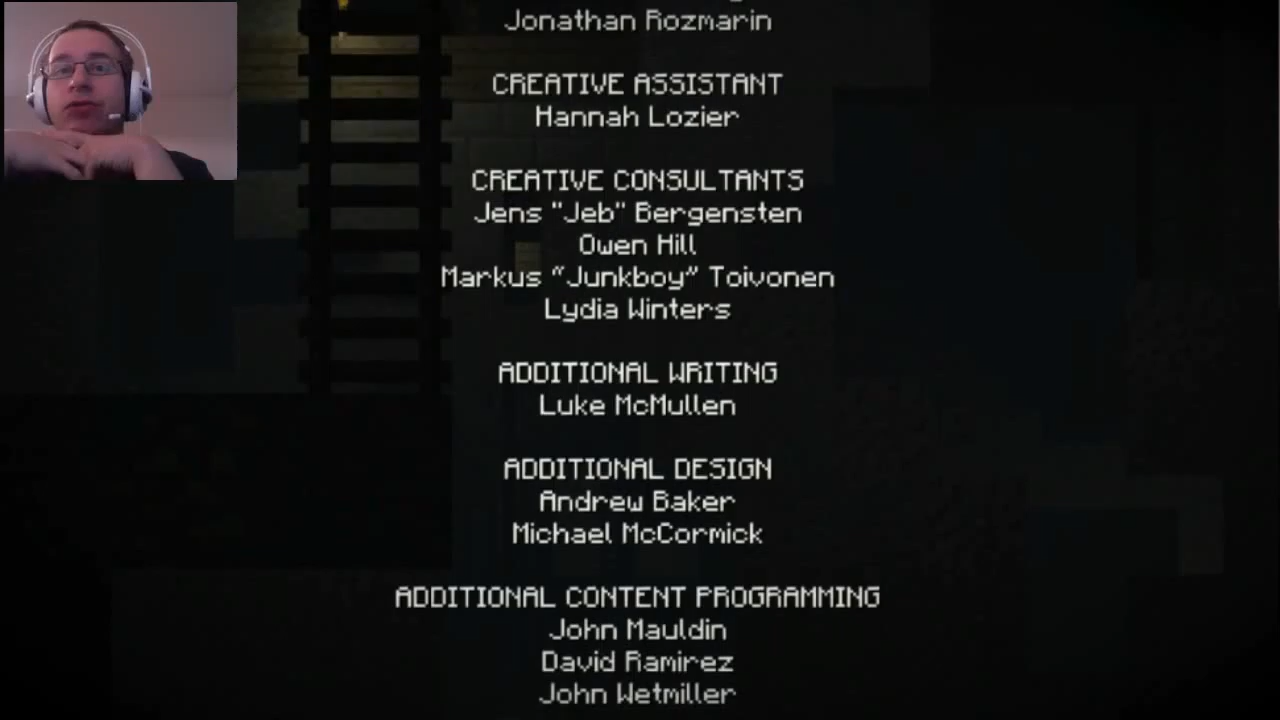 Jonathan Rozmarin
CREATIVE ASSISTANT
Hannah Lozier
CREATIVE CONSULTANTS
Jens "Jeb" Bergensten
Owen Hill
Markus "Junkboy" Toivonen
Lydia Winters
ADDITIONAL WRITING
Luke McMullen
ADDITIONAL DESIGN
Andrew Baker
Michael McCormick
ADDITIONAL CONTENT PROGRAMMING
John Mauldin
David Ramirez
John Wetmiller